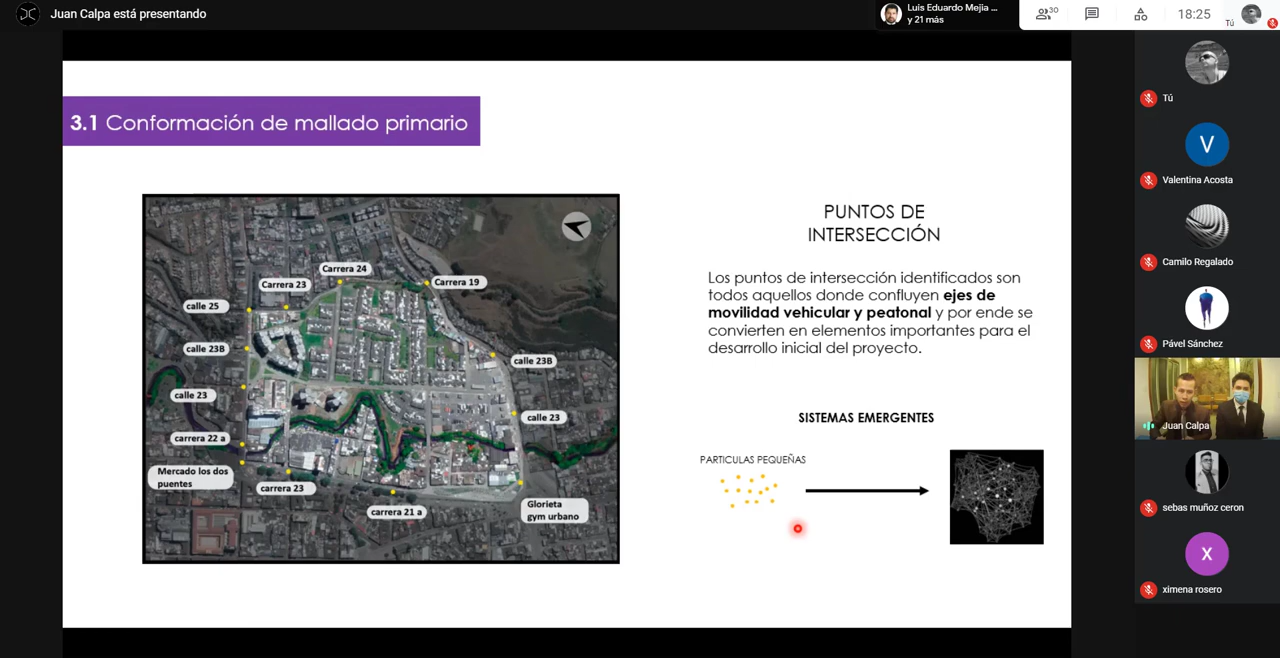 Juan Calpa está presentando
Luis Eduardo Mejia ...
y 21 más
30
18:25
Tú
Tú
Valentina Acosta
Camilo Regalado
Pável Sánchez
Juan Calpa
sebas muñoz ceron
ximena rosero
V
X
3.1 Conformación de mallado primario
Carrera 24
Carrera 23
Carrera 19
calle 25
calle 23B
calle 23B
calle 23
calle 23
carrera 22 a
Mercado los dos
puentes
carrera 23
carrera 21 a
Glorieta
gym urbano
PUNTOS DE
INTERSECCIÓN
Los puntos de intersección identificados son
todos aquellos donde confluyen ejes de
movilidad vehicular y peatonal y por ende se
convierten en elementos importantes para el
desarrollo inicial del proyecto.
SISTEMAS EMERGENTES
PARTICULAS PEQUEÑAS